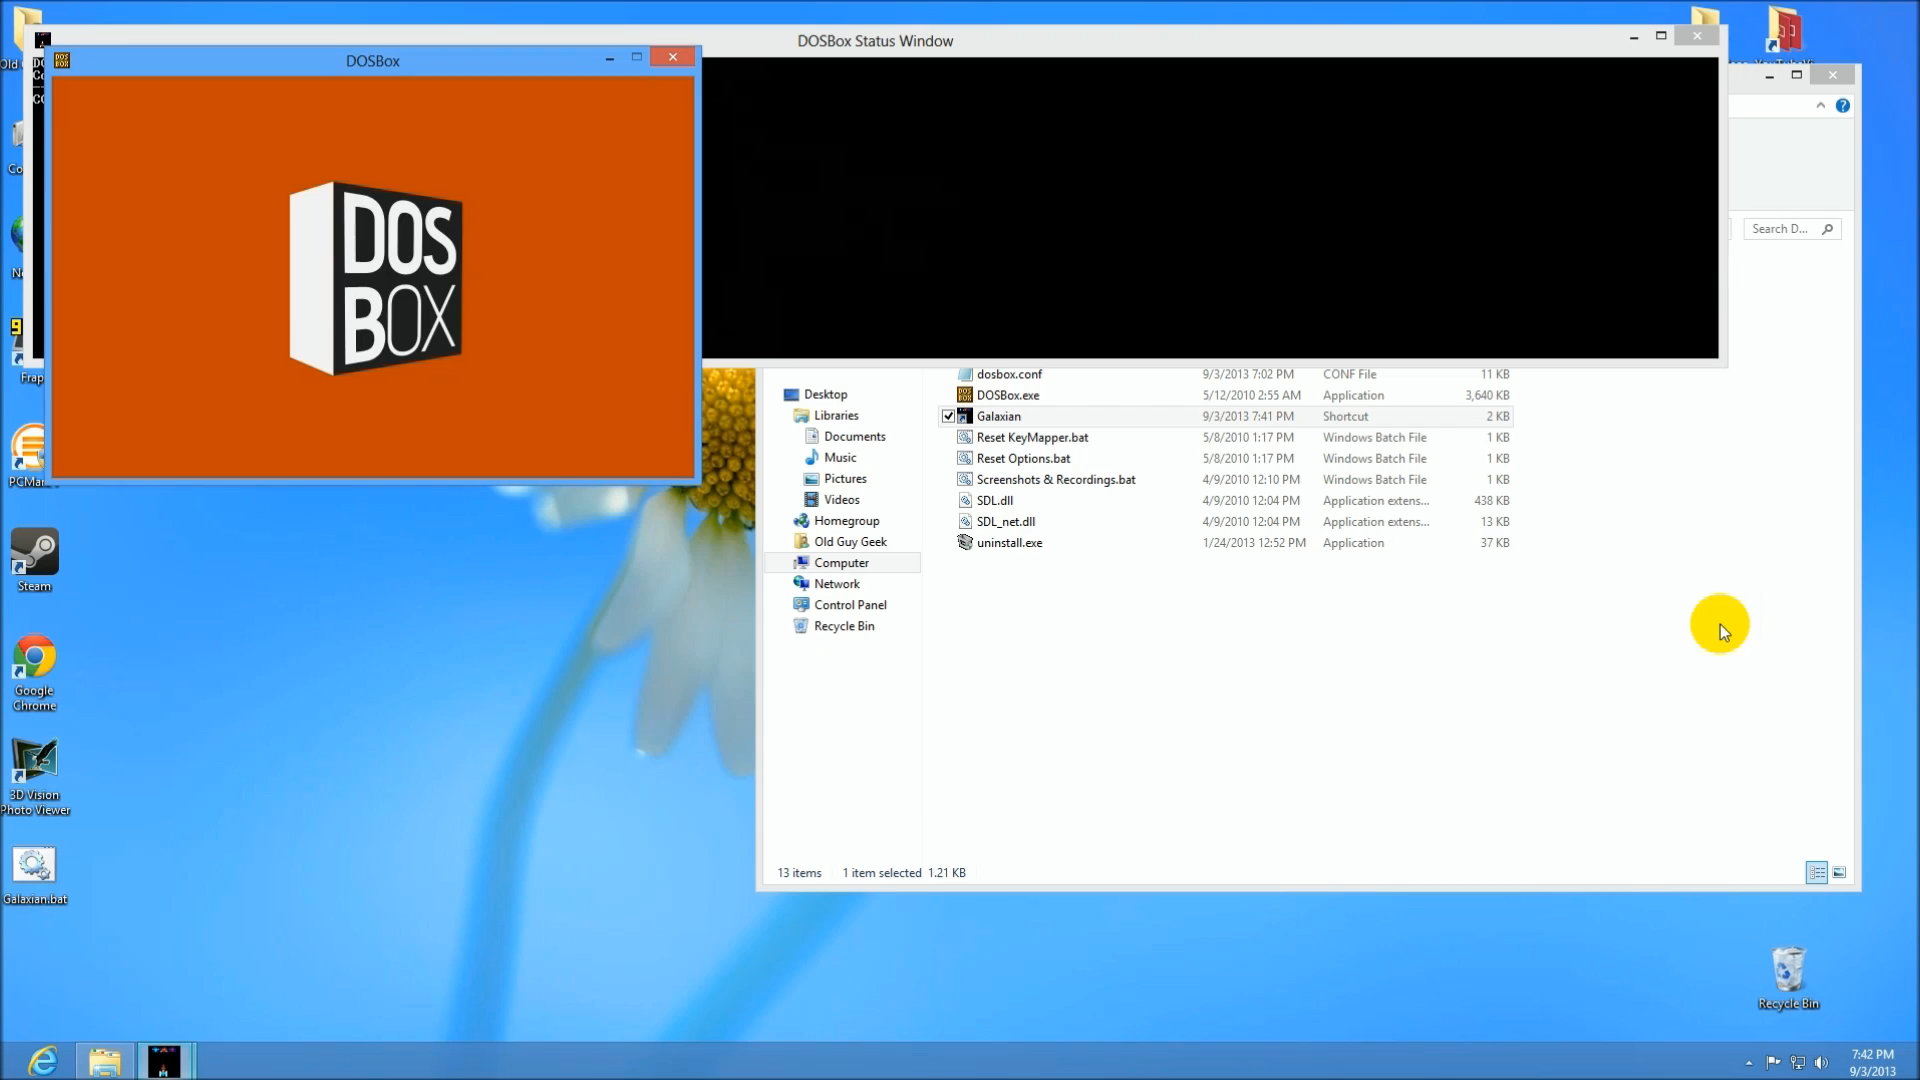 DOSBox Status Window
DOSBox
DOS
BOX
Old
Co
Search D...
Desktop
Libraries
Documents
Music
Pictures
Videos
Homegroup
Old Guy Geek
Computer
Network
Control Panel
Recycle Bin
dosbox.conf 9/3/2013 7:02 PM CONF File 11 KB
DOSBox.exe 5/12/2010 2:55 AM Application 3,640 KB
Galaxian 9/3/2013 7:41 PM Shortcut 2 KB
Reset KeyMapper.bat 5/8/2010 1:17 PM Windows Batch File 1 KB
Reset Options.bat 5/8/2010 1:17 PM Windows Batch File 1 KB
Screenshots & Recordings.bat 4/9/2010 12:10 PM Windows Batch File 1 KB
SDL.dll 4/9/2010 12:04 PM Application extens... 438 KB
SDL_net.dll 4/9/2010 12:04 PM Application extens... 13 KB
uninstall.exe 1/24/2013 12:52 PM Application 37 KB
13 items 1 item selected 1.21 KB
Frap
PCMar
Steam
Google
Chrome
3D Vision
Photo Viewer
Galaxian.bat
Recycle Bin
7:42 PM
9/3/2013